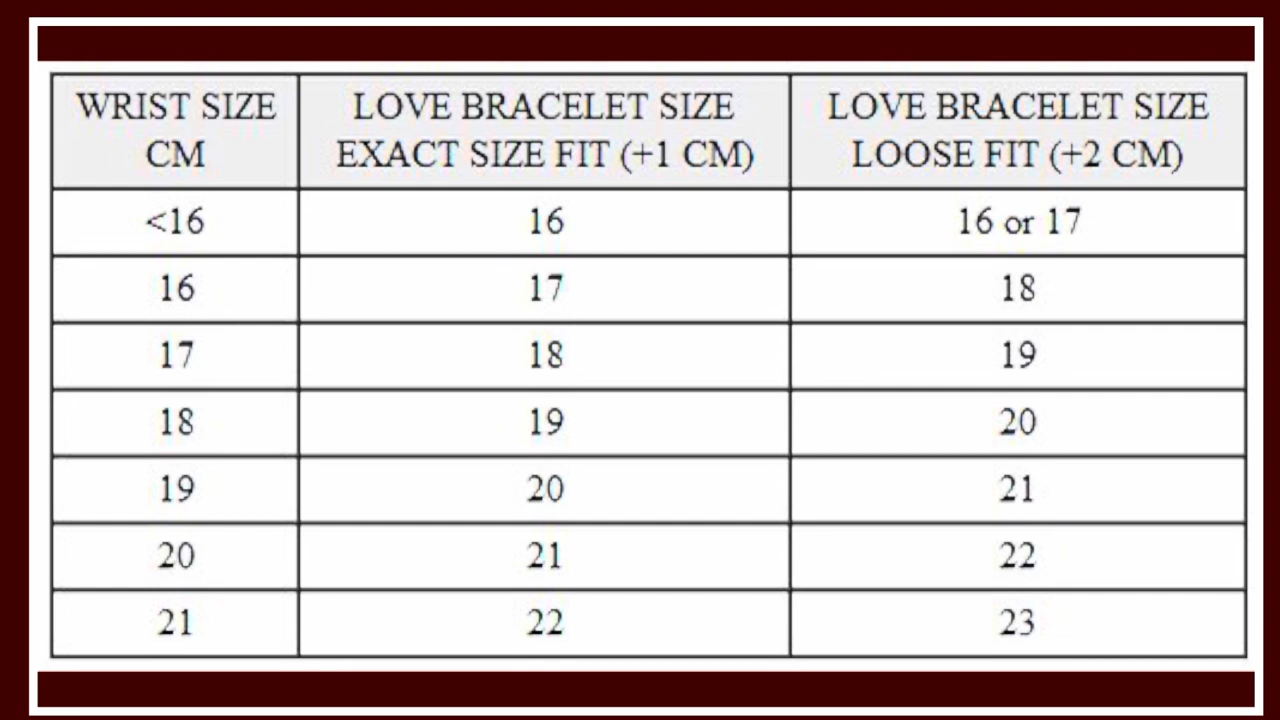 WRIST SIZE CM LOVE BRACELET SIZE EXACT SIZE FIT (+1 CM) LOVE BRACELET SIZE LOOSE FIT (+2 CM)
<16 16 16 or 17
16 17 18
17 18 19
18 19 20
19 20 21
20 21 22
21 22 23